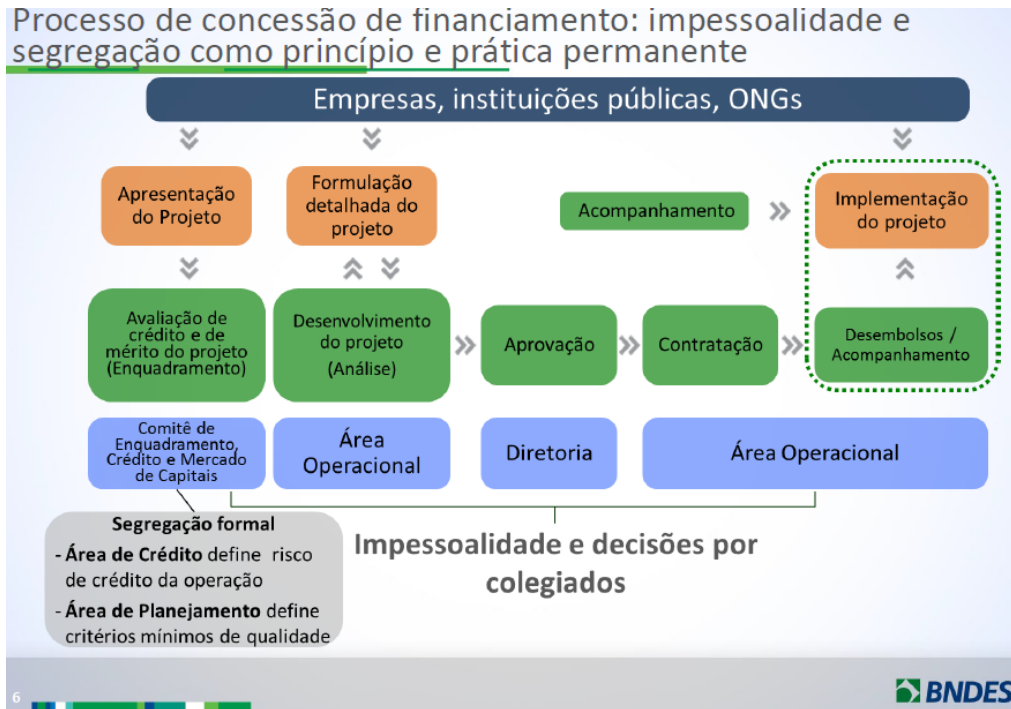 Processo de concessão de financiamento: impessoalidade e
segregação como princípio e prática permanente
Empresas, instituições públicas, ONGs
Apresentação
do Projeto
Formulação
detalhada do
projeto
Acompanhamento
Implementação
do projeto
Avaliação de
crédito e de
mérito do projeto
(Enquadramento)
Desenvolvimento
do projeto
(Análise)
Aprovação
Contratação
Desembolsos /
Acompanhamento
Comitê de
Enquadramento,
Crédito e Mercado
de Capitais
Área
Operacional
Diretoria
Área Operacional
Segregação formal
- Área de Crédito define risco
de crédito da operação
- Área de Planejamento define
critérios mínimos de qualidade
Impessoalidade e decisões por
colegiados
6
BNDES